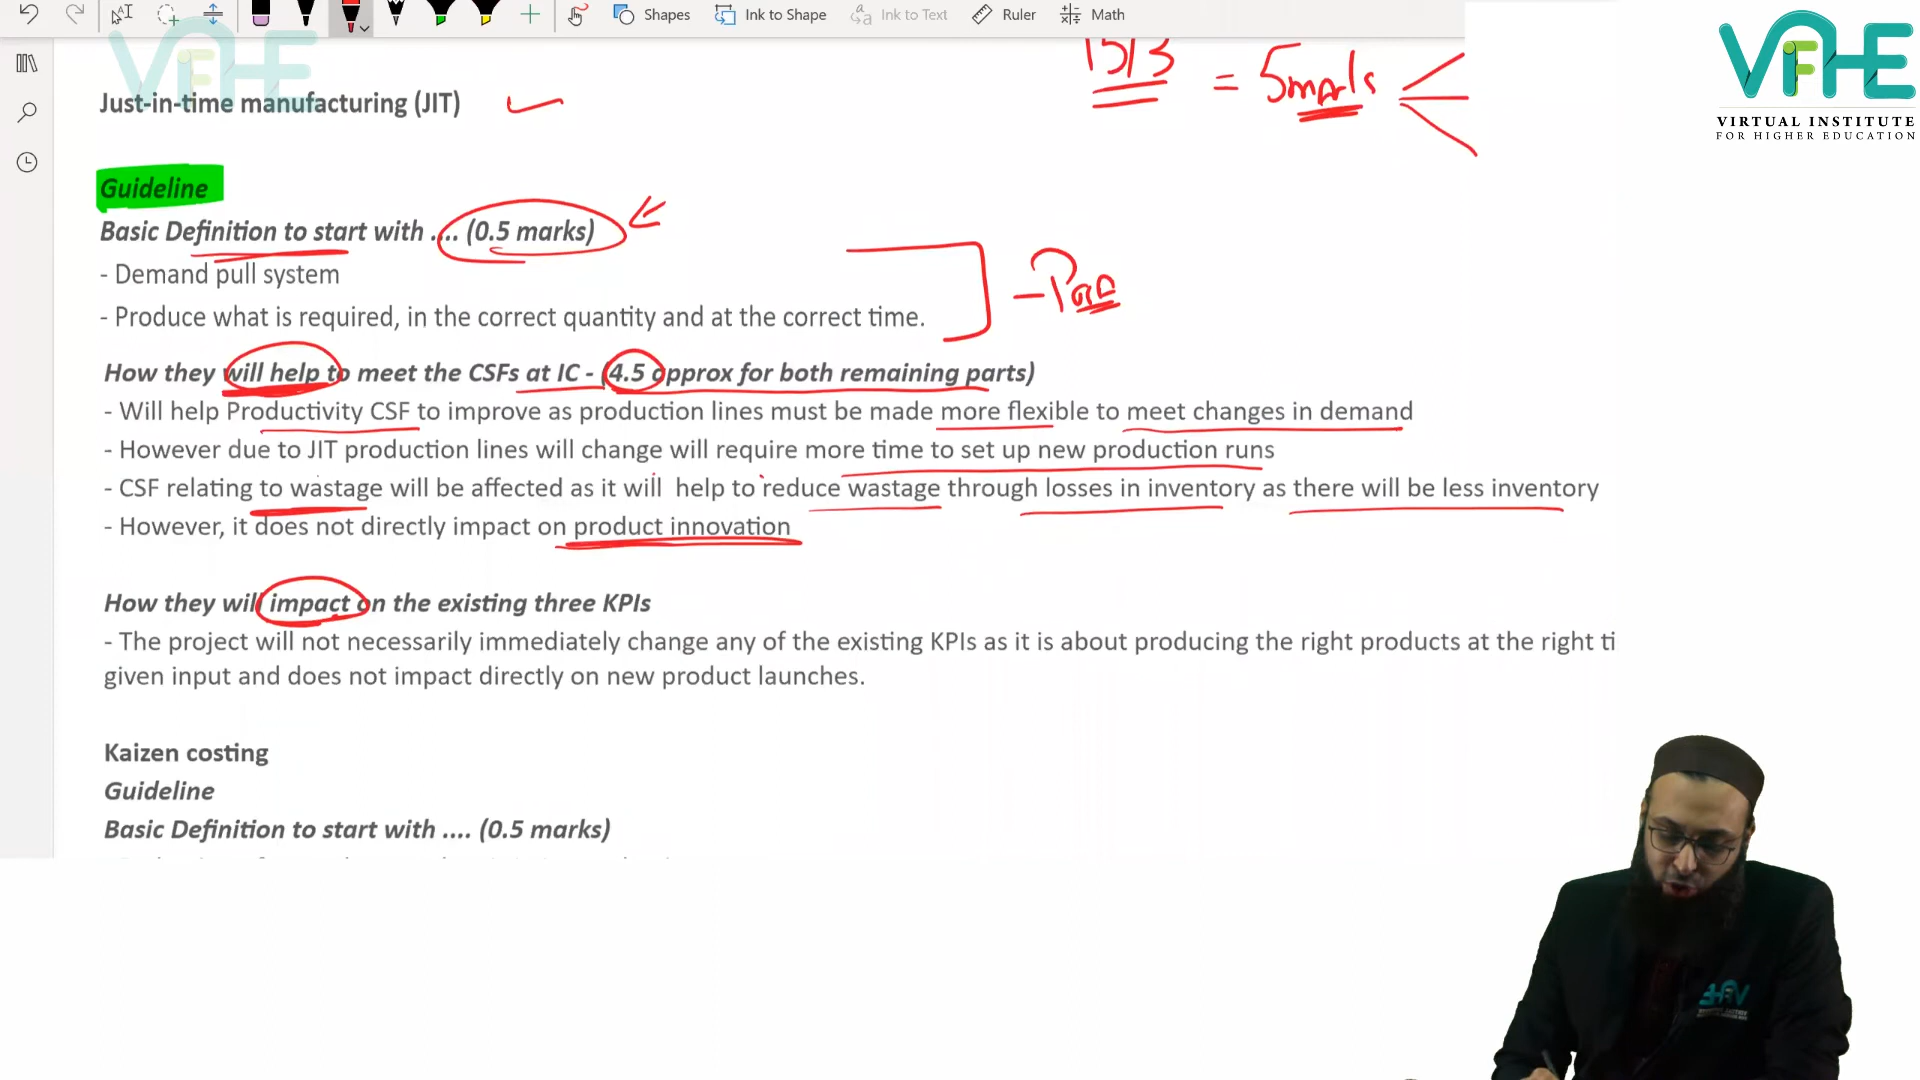 Shapes Ink to Shape Ink to Text Ruler Math
VIFHE
VIRTUAL INSTITUTE
FOR HIGHER EDUCATION
= 5 marks
Just-in-time manufacturing (JIT)
Guideline
Basic Definition to start with .... (0.5 marks)
- Demand pull system
- Produce what is required, in the correct quantity and at the correct time.
How they will help to meet the CSFs at IC - (4.5 approx for both remaining parts)
- Will help Productivity CSF to improve as production lines must be made more flexible to meet changes in demand
- However due to JIT production lines will change will require more time to set up new production runs
- CSF relating to wastage will be affected as it will help to reduce wastage through losses in inventory as there will be less inventory
- However, it does not directly impact on product innovation
How they will impact on the existing three KPIs
- The project will not necessarily immediately change any of the existing KPIs as it is about producing the right products at the right ti
given input and does not impact directly on new product launches.
Kaizen costing
Guideline
Basic Definition to start with .... (0.5 marks)